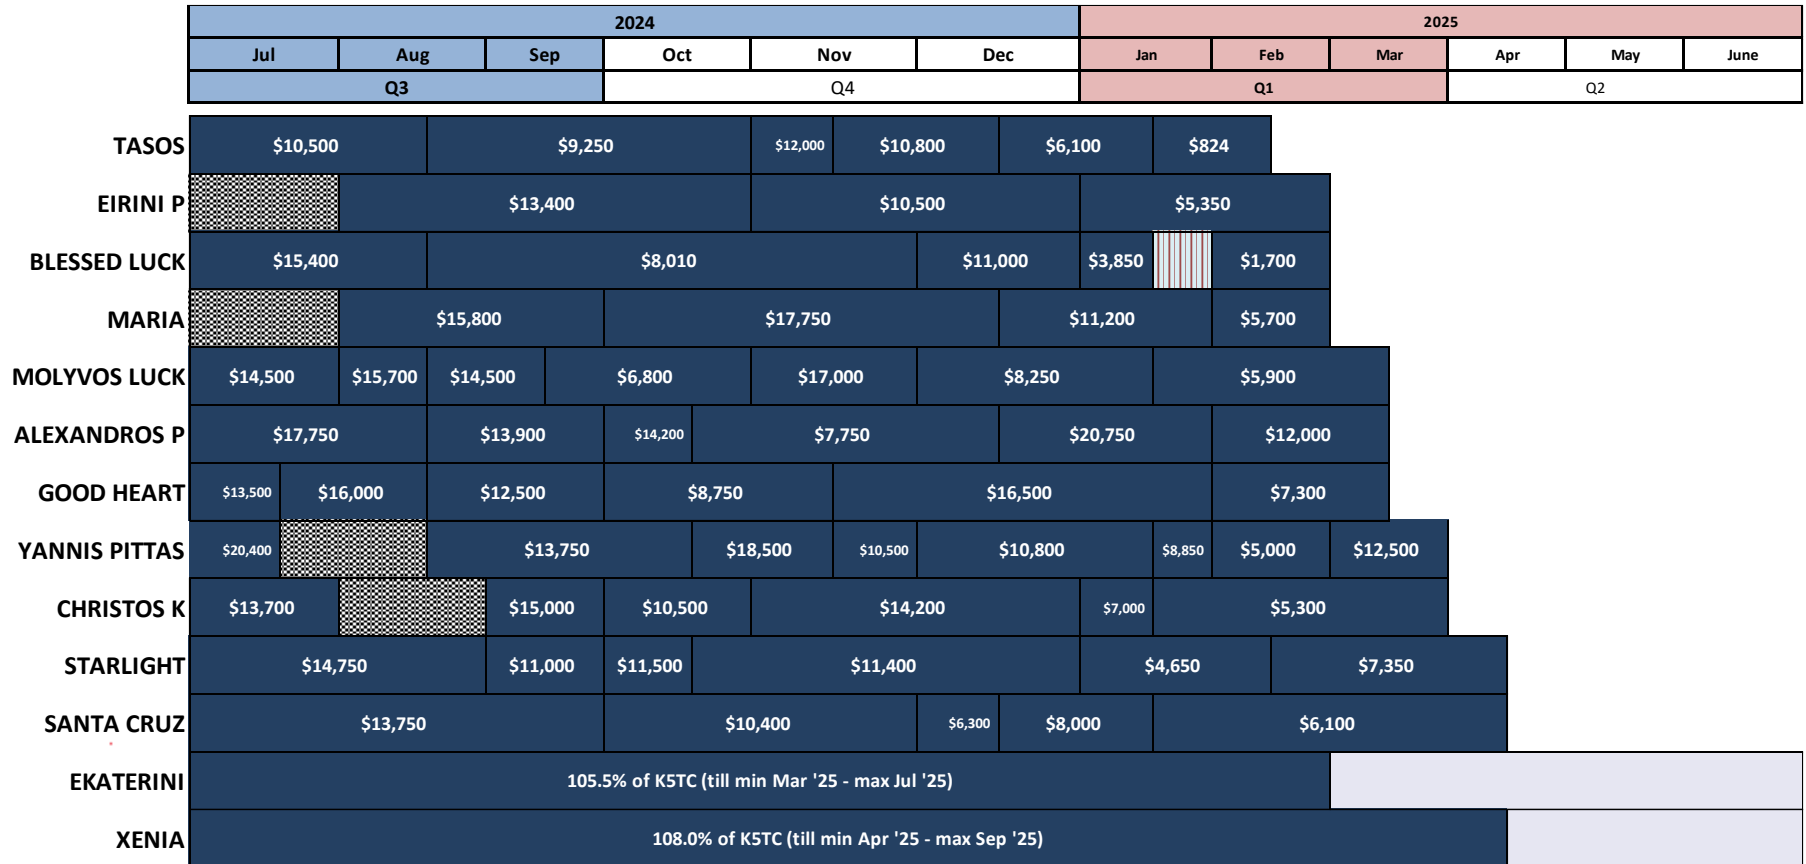 2024 2025
Jul Aug Sep Oct Nov Dec Jan Feb Mar Apr May June
Q3 Q4 Q1 Q2
TASOS $10,500 $9,250 $12,000 $10,800 $6,100 $824
EIRINI P $13,400 $10,500 $5,350
BLESSED LUCK $15,400 $8,010 $11,000 $3,850 $1,700
MARIA $15,800 $17,750 $11,200 $5,700
MOLYVOS LUCK $14,500 $15,700 $14,500 $6,800 $17,000 $8,250 $5,900
ALEXANDROS P $17,750 $13,900 $14,200 $7,750 $20,750 $12,000
GOOD HEART $13,500 $16,000 $12,500 $8,750 $16,500 $7,300
YANNIS PITTAS $20,400 $13,750 $18,500 $10,500 $10,800 $8,850 $5,000 $12,500
CHRISTOS K $13,700 $15,000 $10,500 $14,200 $7,000 $5,300
STARLIGHT $14,750 $11,000 $11,500 $11,400 $4,650 $7,350
SANTA CRUZ $13,750 $10,400 $6,300 $8,000 $6,100
EKATERINI 105.5% of K5TC (till min Mar '25 - max Jul '25)
XENIA 108.0% of K5TC (till min Apr '25 - max Sep '25)